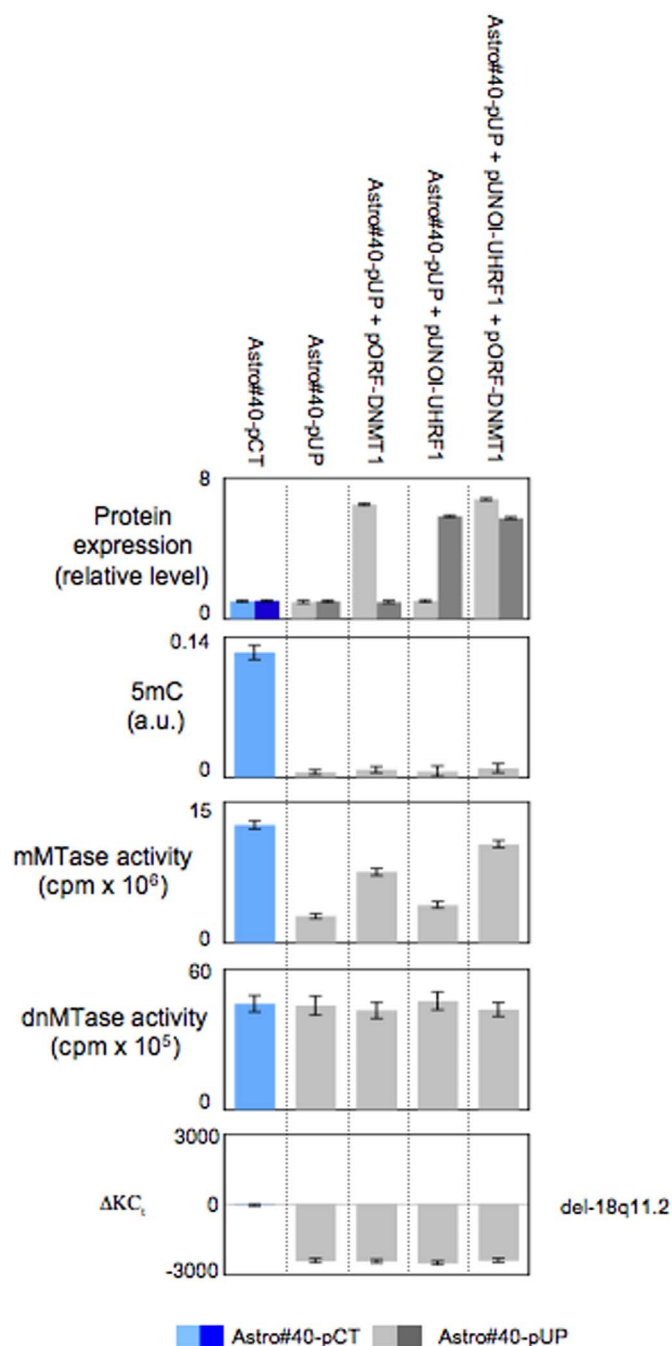 Astro#40-pCT
Astro#40-pUP
Astro#40-pUP + pORF-DNMT1
Astro#40-pUP + pUNOI-UHRF1
Astro#40-pUP + pUNOI-UHRF1 + pORF-DNMT1
8
Protein
expression
(relative level)
0
0.14
5mC
(a.u.)
0
15
mMTase activity
(cpm x 10⁶)
0
60
dnMTase activity
(cpm x 10⁵)
0
3000
ΔKCₜ
0
del-18q11.2
-3000
Astro#40-pCT
Astro#40-pUP